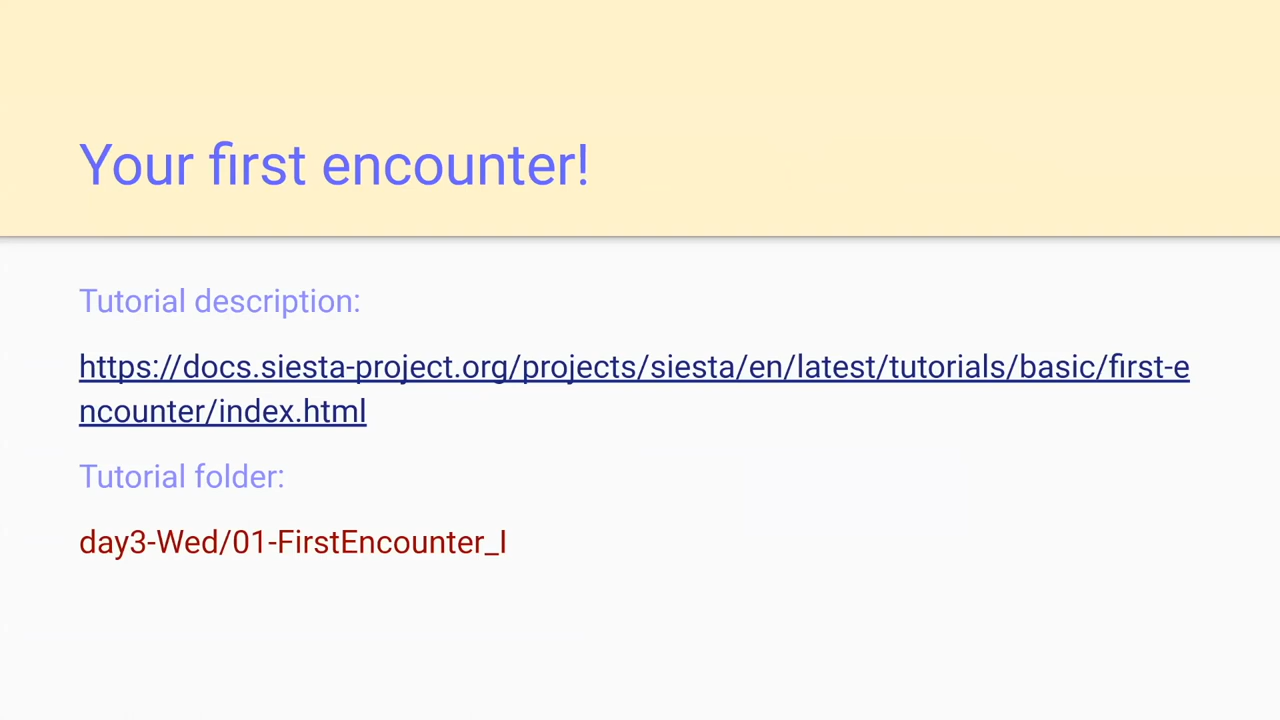 Your first encounter!
Tutorial description:
https://docs.siesta-project.org/projects/siesta/en/latest/tutorials/basic/first-e
ncounter/index.html
Tutorial folder:
day3-Wed/01-FirstEncounter_I